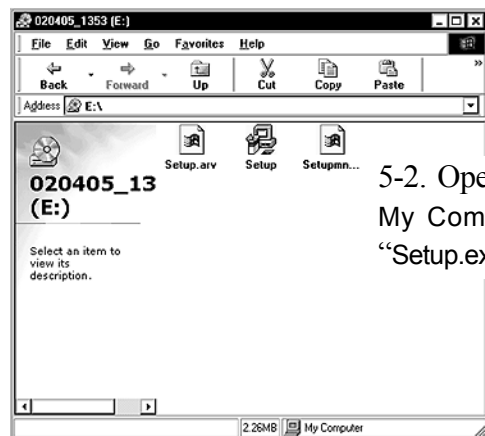 020405_1353 (E:)
File Edit View Go Favorites Help
Back Forward Up Cut Copy Paste »
Address E:\
020405_13
(E:)
Select an item to
view its
description.
Setup.arv Setup Setupmn...
5-2. Ope
My Com
“Setup.ex
2.26MB My Computer